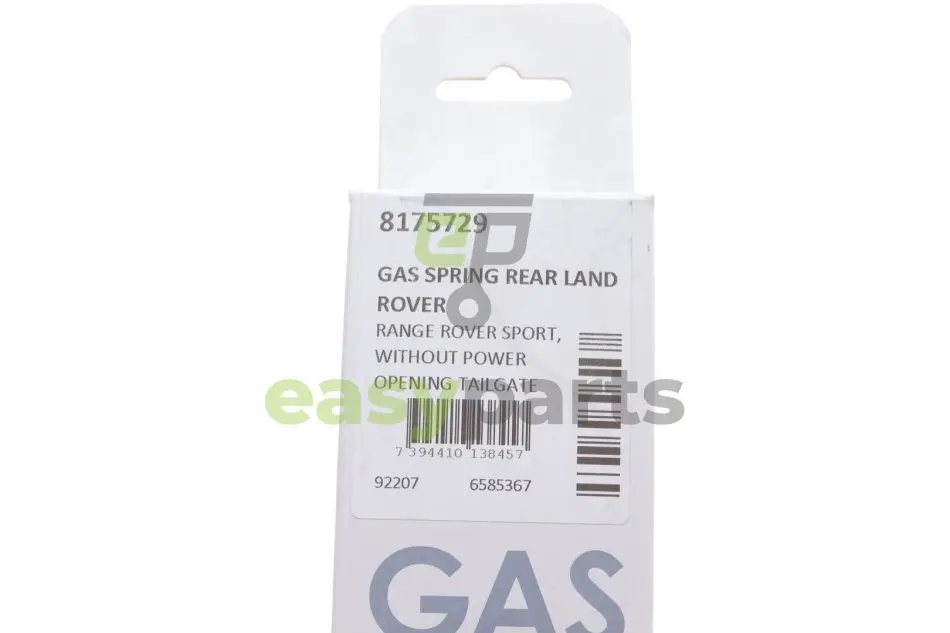 8175729
GAS SPRING REAR LAND
ROVER
RANGE ROVER SPORT,
WITHOUT POWER
OPENING TAILGATE
easyparts
7 394410 138457
92207 6585367
GAS